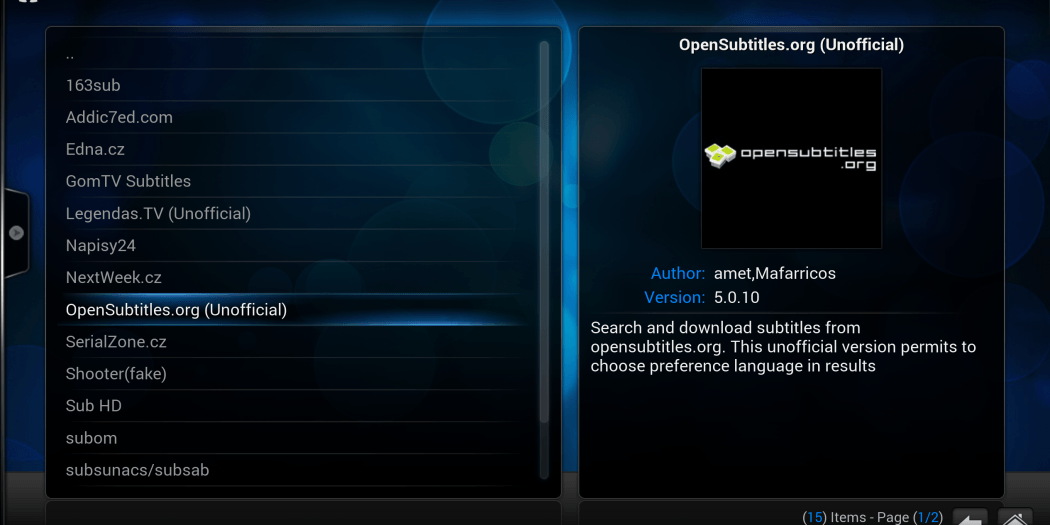 ..
163sub
Addic7ed.com
Edna.cz
GomTV Subtitles
Legendas.TV (Unofficial)
Napisy24
NextWeek.cz
OpenSubtitles.org (Unofficial)
SerialZone.cz
Shooter(fake)
Sub HD
subom
subsunacs/subsab
OpenSubtitles.org (Unofficial)
opensubtitles
.org
Author: amet,Mafarricos
Version: 5.0.10
Search and download subtitles from
opensubtitles.org. This unofficial version permits to
choose preference language in results
(15) Items - Page (1/2)